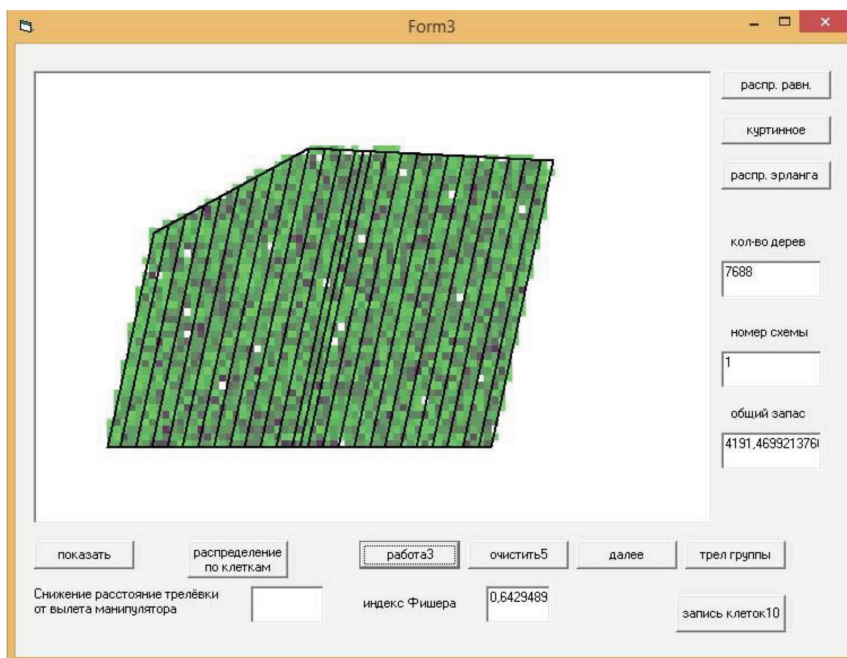 Form3
распр. равн.
куртинное
распр. эрланга
кол-во дерев
7688
номер схемы
1
общий запас
4191,4699213760
показать
распределение
по клеткам
работа3
очистить5
далее
трел группы
Снижение расстояние трелёвки
от вылета манипулятора
индекс Фишера
0,6429489
запись клеток10